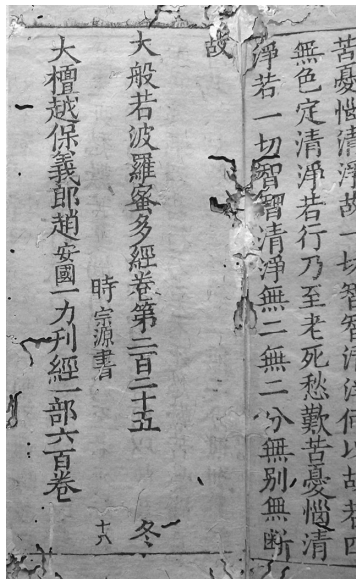 苦憂惱清淨故一切智智清淨何以故若四
無色定清淨若行乃至老死愁歎苦憂惱清
淨若一切智智清淨無二無二分無別無斷
故
大般若波羅蜜多經卷第二百二十五 冬
時宗源書 十八
大檀越保義郎趙安國一力刊經一部六百卷